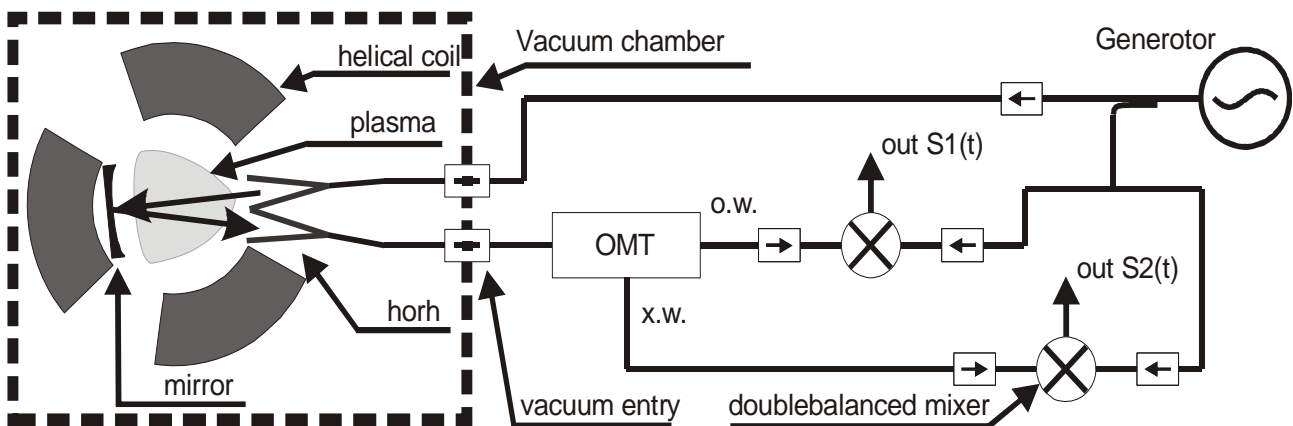 helical coil
Vacuum chamber
Generotor
plasma
out S1(t)
o.w.
OMT
out S2(t)
x.w.
horh
mirror
vacuum entry
doublebalanced mixer